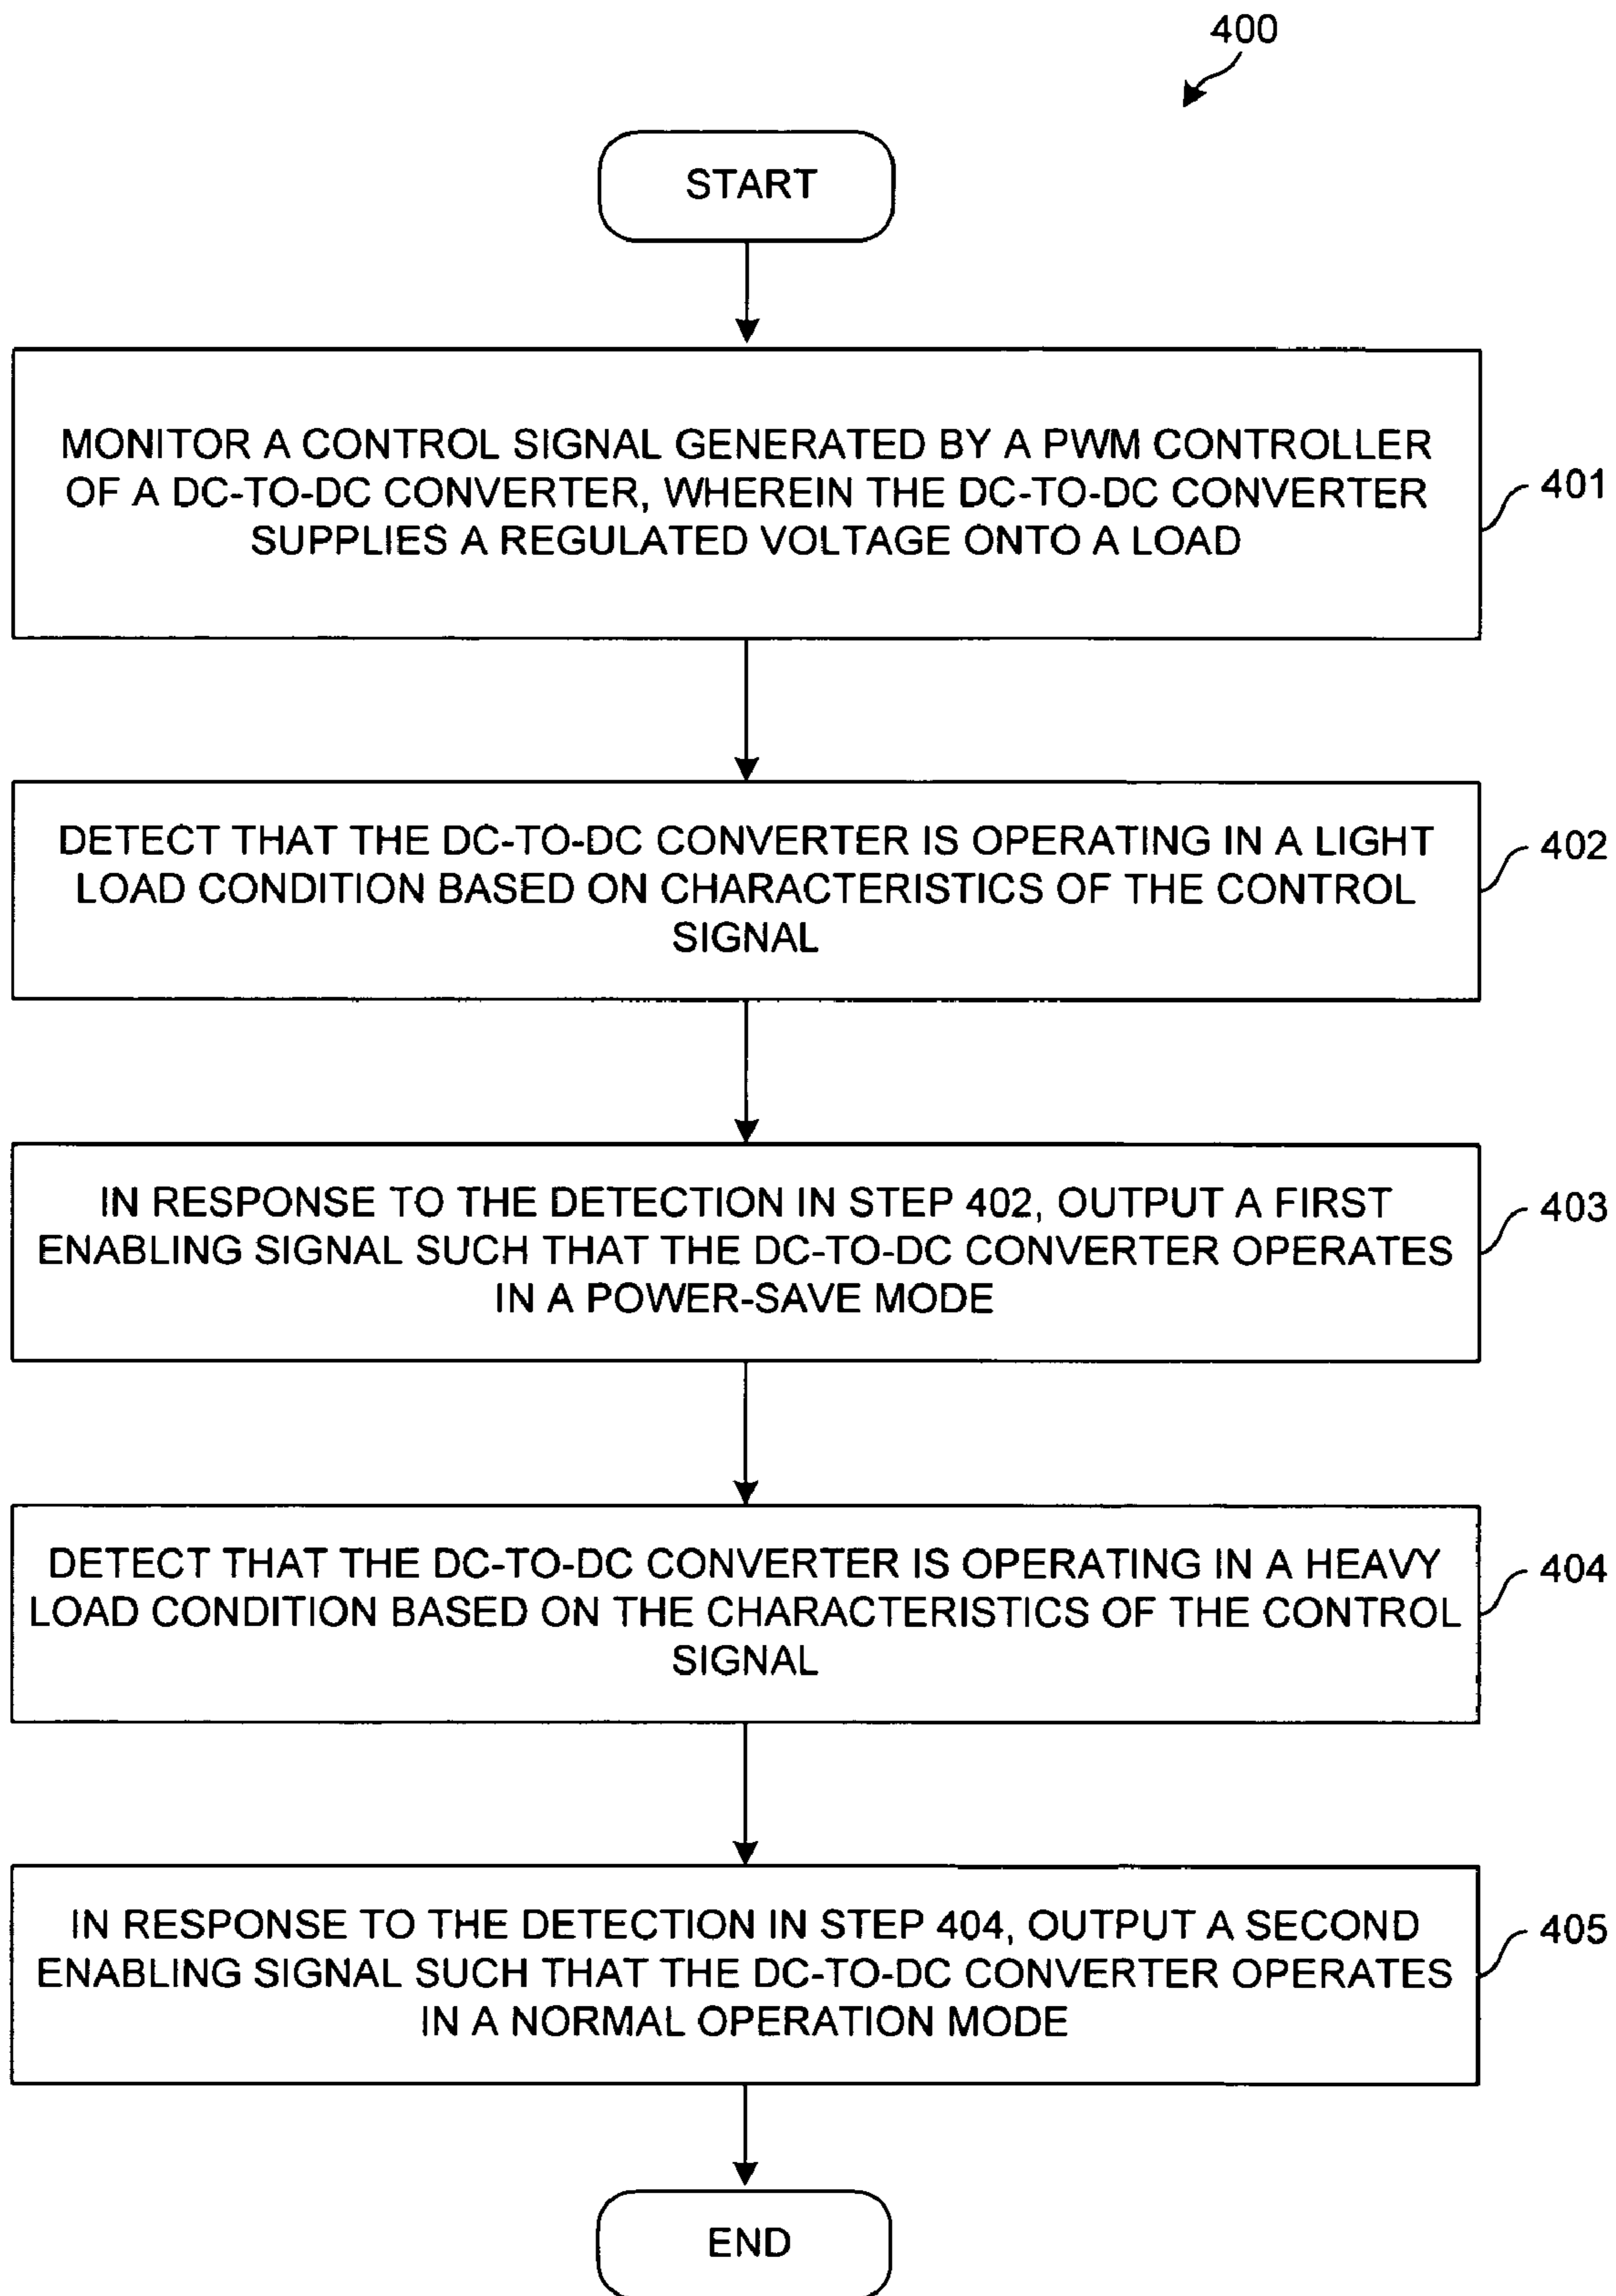 400
START
MONITOR A CONTROL SIGNAL GENERATED BY A PWM CONTROLLER
OF A DC-TO-DC CONVERTER, WHEREIN THE DC-TO-DC CONVERTER
SUPPLIES A REGULATED VOLTAGE ONTO A LOAD
401
DETECT THAT THE DC-TO-DC CONVERTER IS OPERATING IN A LIGHT
LOAD CONDITION BASED ON CHARACTERISTICS OF THE CONTROL
SIGNAL
402
IN RESPONSE TO THE DETECTION IN STEP 402, OUTPUT A FIRST
ENABLING SIGNAL SUCH THAT THE DC-TO-DC CONVERTER OPERATES
IN A POWER-SAVE MODE
403
DETECT THAT THE DC-TO-DC CONVERTER IS OPERATING IN A HEAVY
LOAD CONDITION BASED ON THE CHARACTERISTICS OF THE CONTROL
SIGNAL
404
IN RESPONSE TO THE DETECTION IN STEP 404, OUTPUT A SECOND
ENABLING SIGNAL SUCH THAT THE DC-TO-DC CONVERTER OPERATES
IN A NORMAL OPERATION MODE
405
END